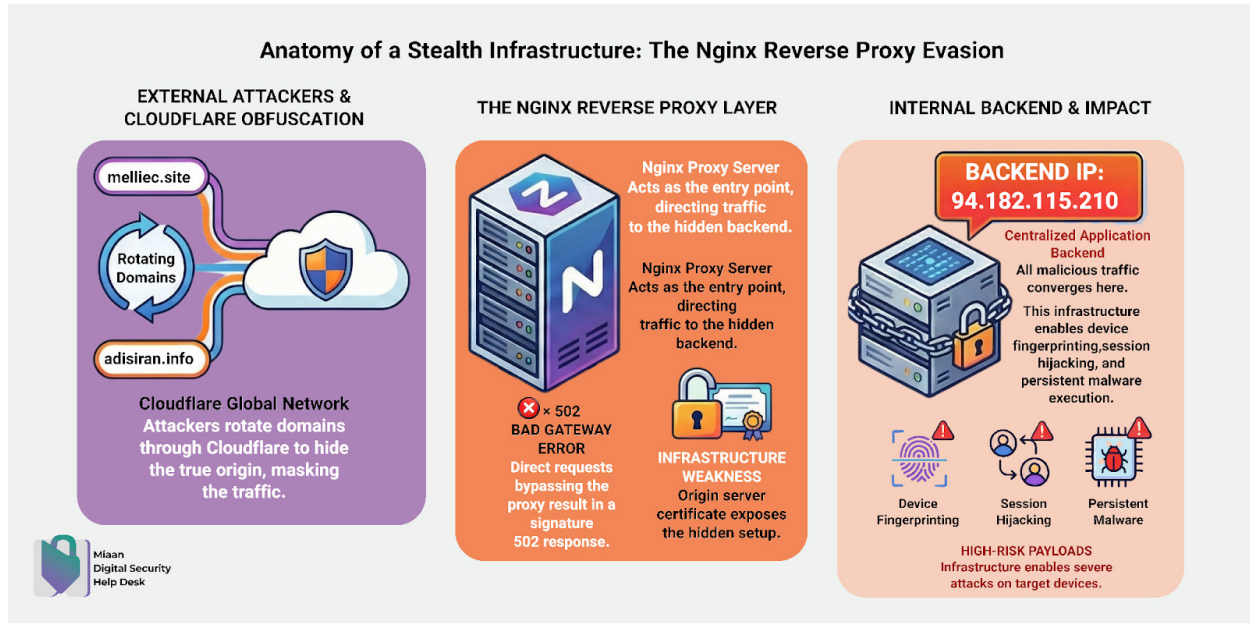 Anatomy of a Stealth Infrastructure: The Nginx Reverse Proxy Evasion
EXTERNAL ATTACKERS &
CLOUDFLARE OBFUSCATION
melliec.site
Rotating
Domains
adisiran.info
Cloudflare Global Network
Attackers rotate domains
through Cloudflare to hide
the true origin, masking
the traffic.
THE NGINX REVERSE PROXY LAYER
N
Nginx Proxy Server
Acts as the entry point,
directing traffic
to the hidden backend.
Nginx Proxy Server
Acts as the entry point,
directing
traffic to the hidden
backend.
× 502
BAD GATEWAY
ERROR
Direct requests
bypassing the
proxy result in a
signature
502 response.
INFRASTRUCTURE
WEAKNESS
Origin server
certificate exposes
the hidden setup.
INTERNAL BACKEND & IMPACT
BACKEND IP:
94.182.115.210
Centralized Application
Backend
All malicious traffic
converges here.
This infrastructure
enables device
fingerprinting,session
hijacking, and
persistent malware
execution.
Device
Fingerprinting
Session
Hijacking
Persistent
Malware
HIGH-RISK PAYLOADS
Infrastructure enables severe
attacks on target devices.
Miaan
Digital Security
Help Desk